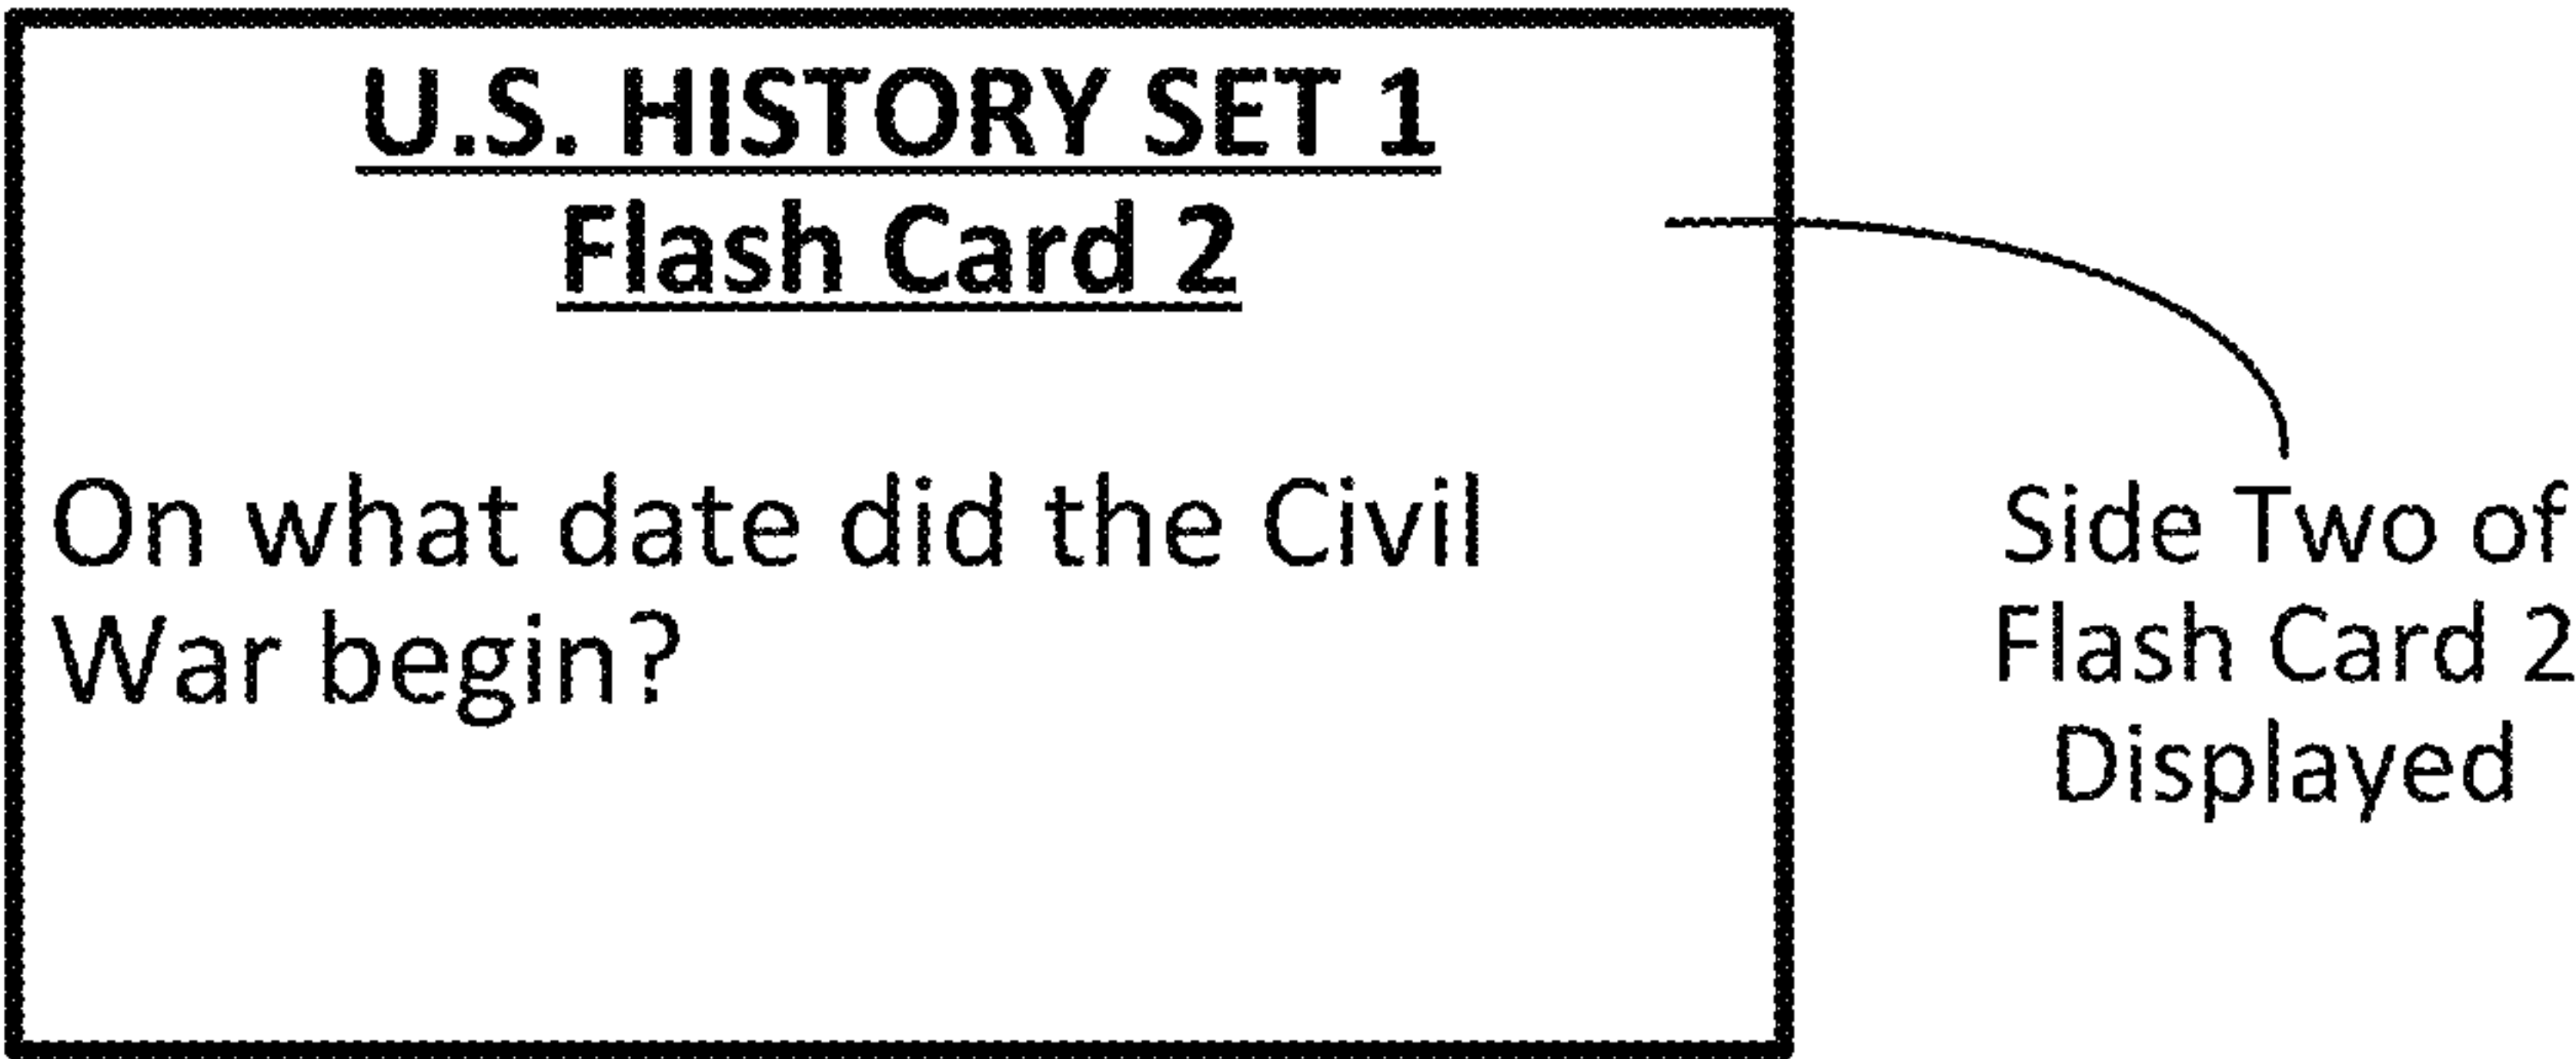 U.S. HISTORY SET 1
Flash Card 2
On what date did the Civil
War begin?
Side Two of
Flash Card 2
Displayed